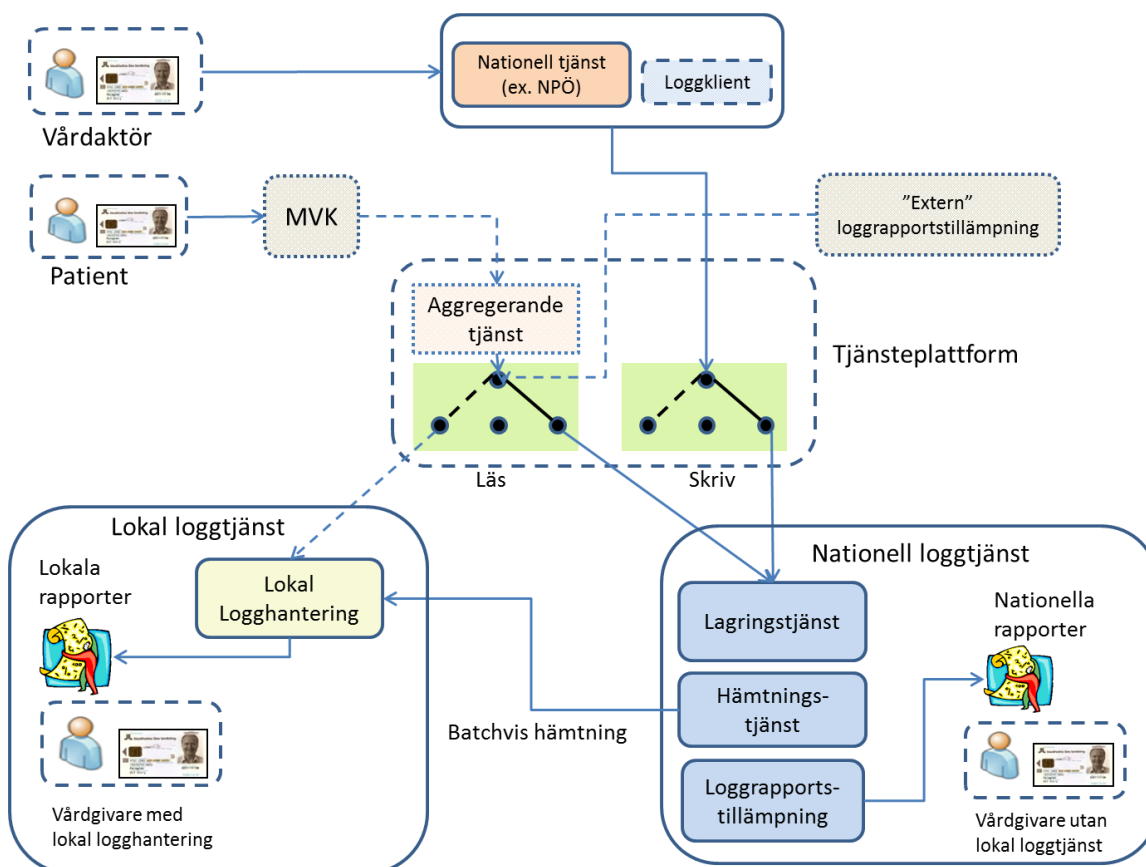 Nationell tjänst
(ex. NPÖ)
Loggklient
Vårdaktör
MVK
”Extern”
loggrapportstillämpning
Patient
Aggregerande
tjänst
Tjänsteplattform
Läs
Skriv
Lokal loggtjänst
Lokala
rapporter
Lokal
Logghantering
Nationell loggtjänst
Lagringstjänst
Nationella
rapporter
Hämtnings-
tjänst
Batchvis hämtning
Loggrapports-
tillämpning
Vårdgivare med
lokal logghantering
Vårdgivare utan
lokal loggtjänst